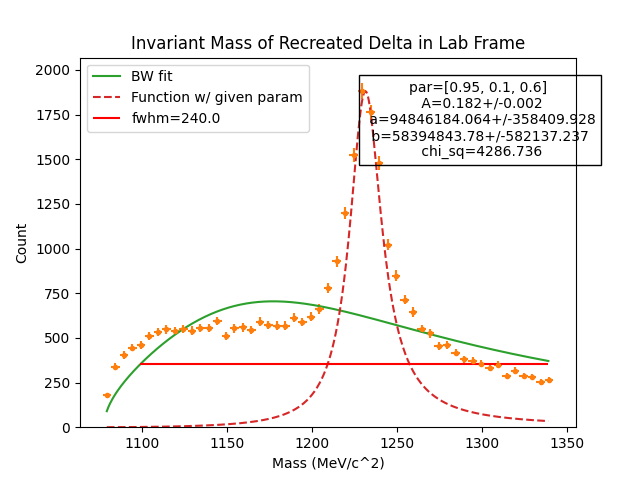 Invariant Mass of Recreated Delta in Lab Frame
BW fit
Function w/ given param
fwhm=240.0
par=[0.95, 0.1, 0.6]
A=0.182+/-0.002
a=94846184.064+/-358409.928
b=58394843.78+/-582137.237
chi_sq=4286.736
2000
1750
1500
1250
1000
750
500
250
0
Count
1100
1150
1200
1250
1300
1350
Mass (MeV/c^2)